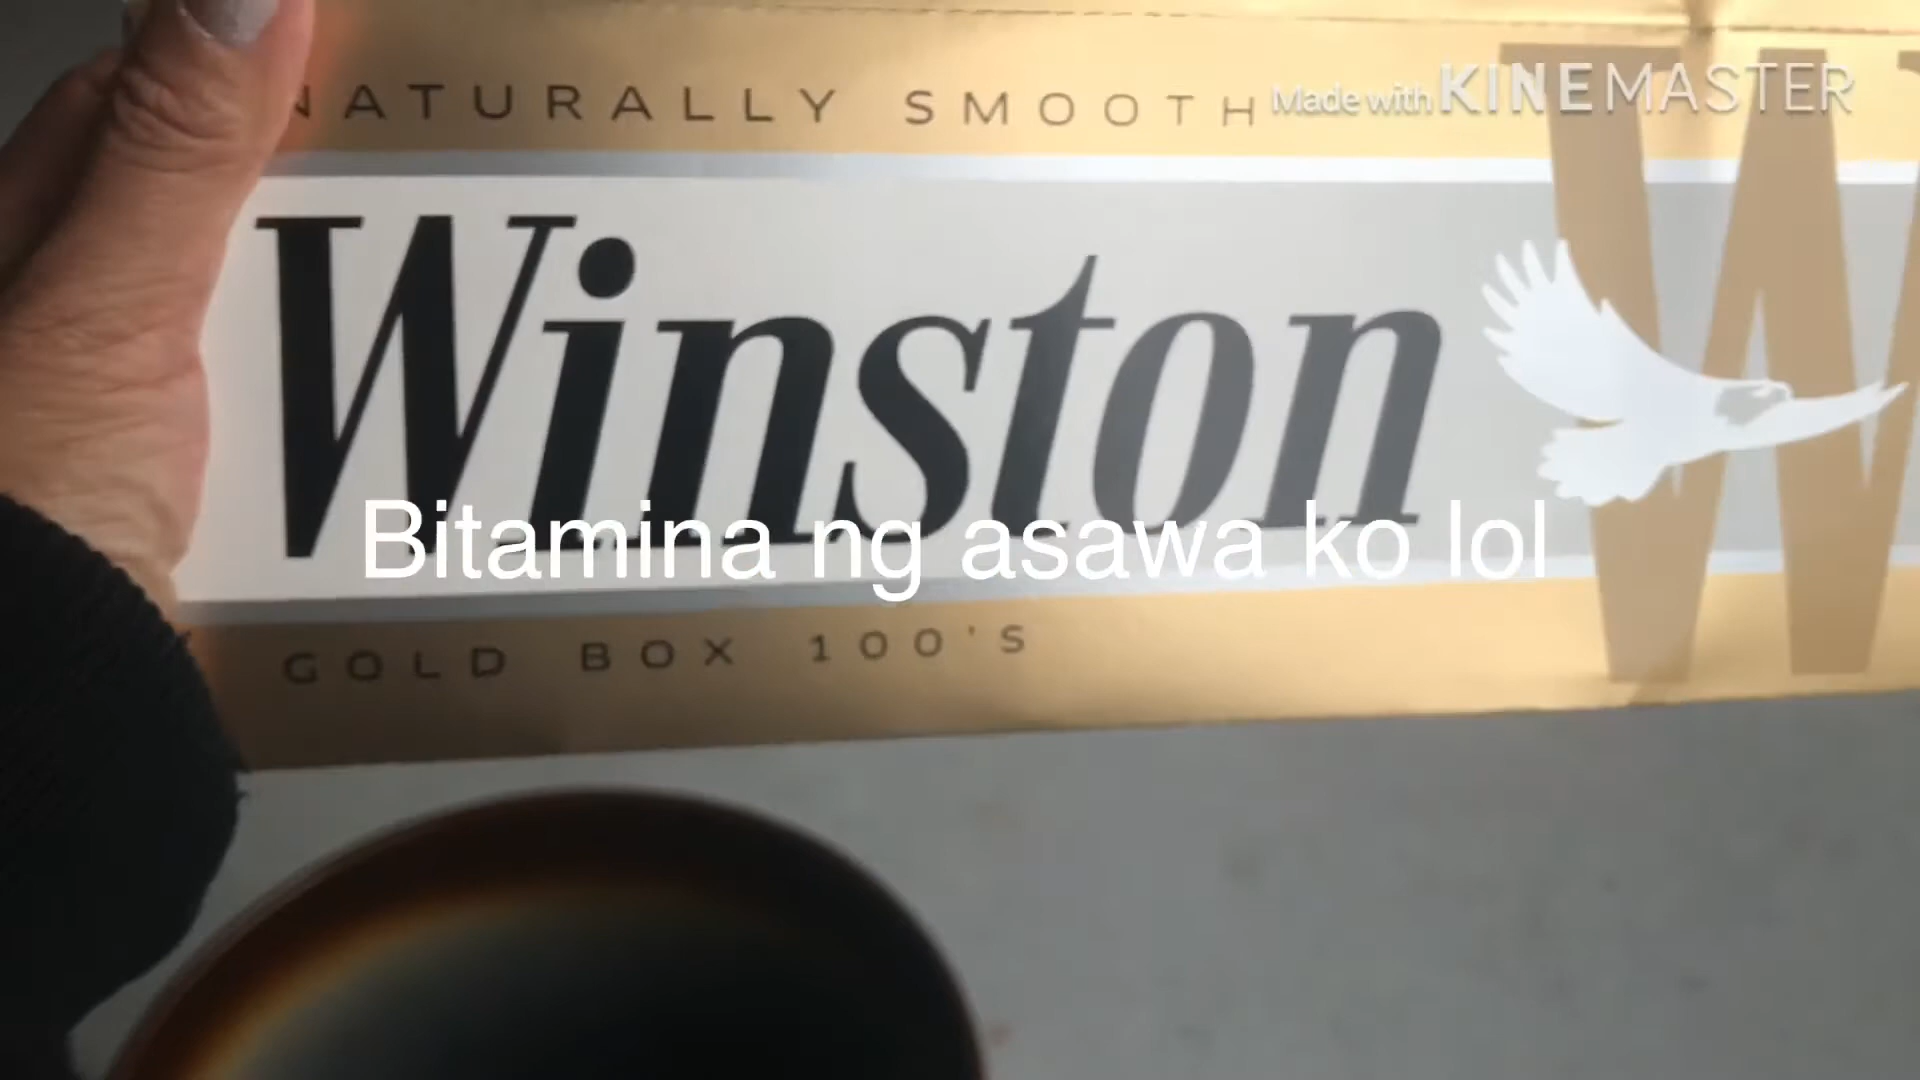 NATURALLY SMOOTH
Made with KINEMASTER
Winston
W
Bitamina ng asawa ko lol
GOLD BOX 100'S